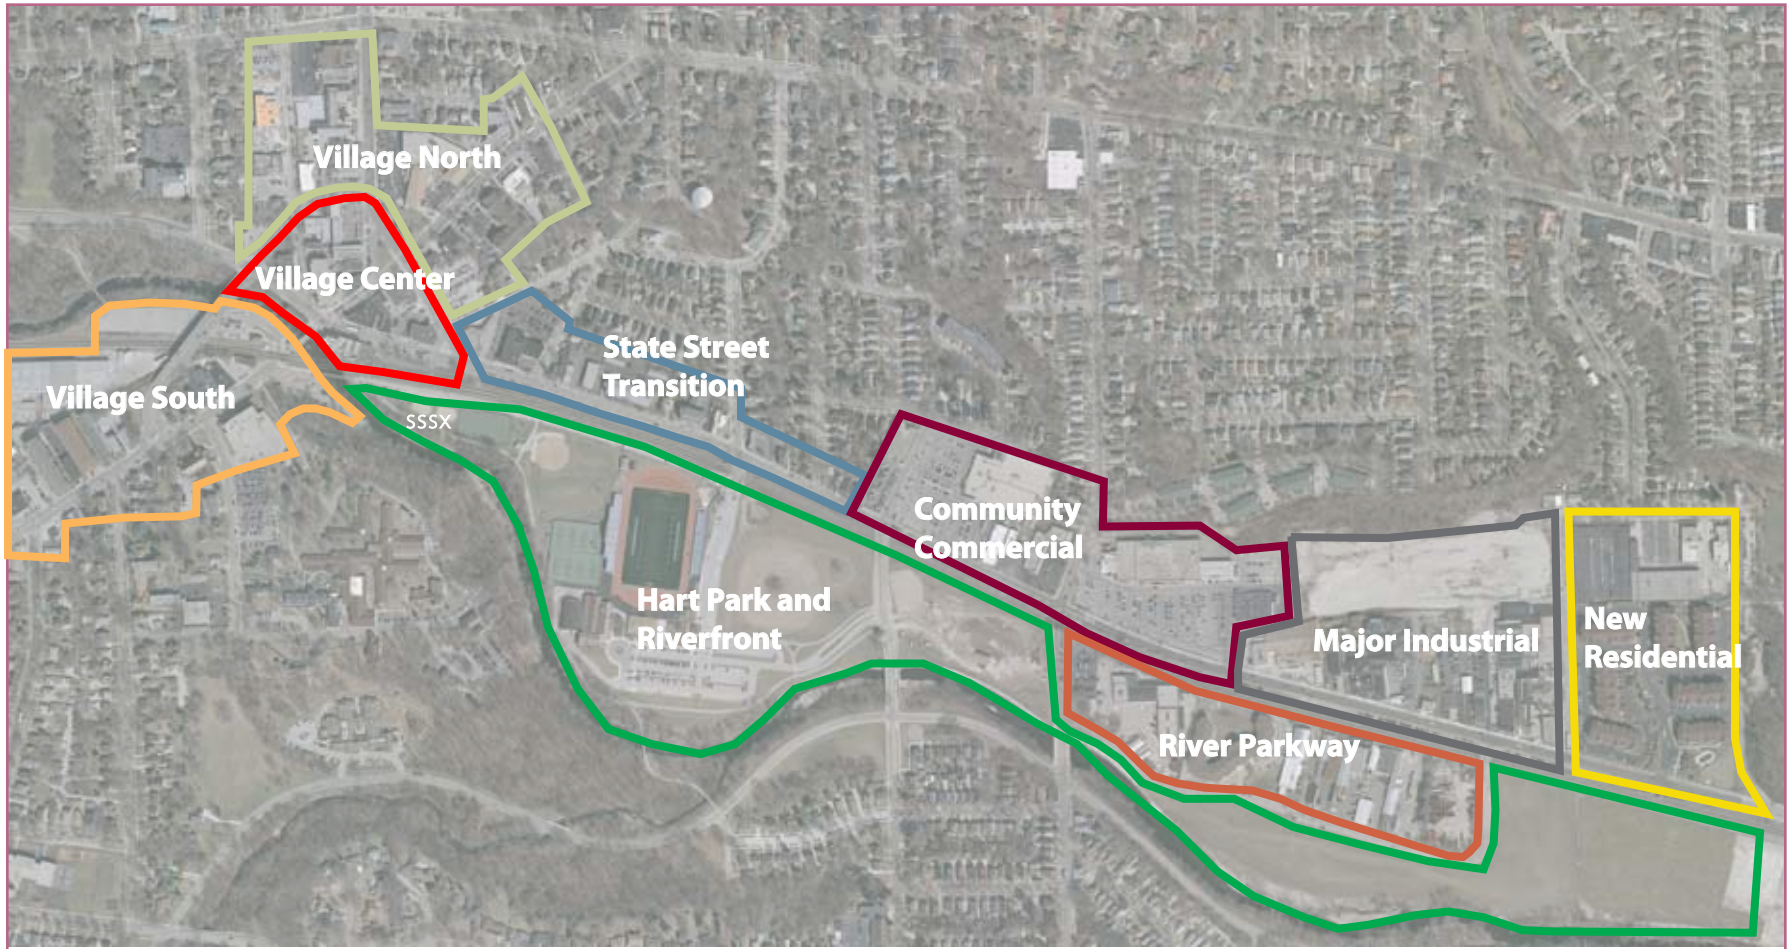 Village North
Village Center
State Street
Transition
Village South
SSSX
Community
Commercial
Hart Park and
Riverfront
New
Residential
Major Industrial
River Parkway